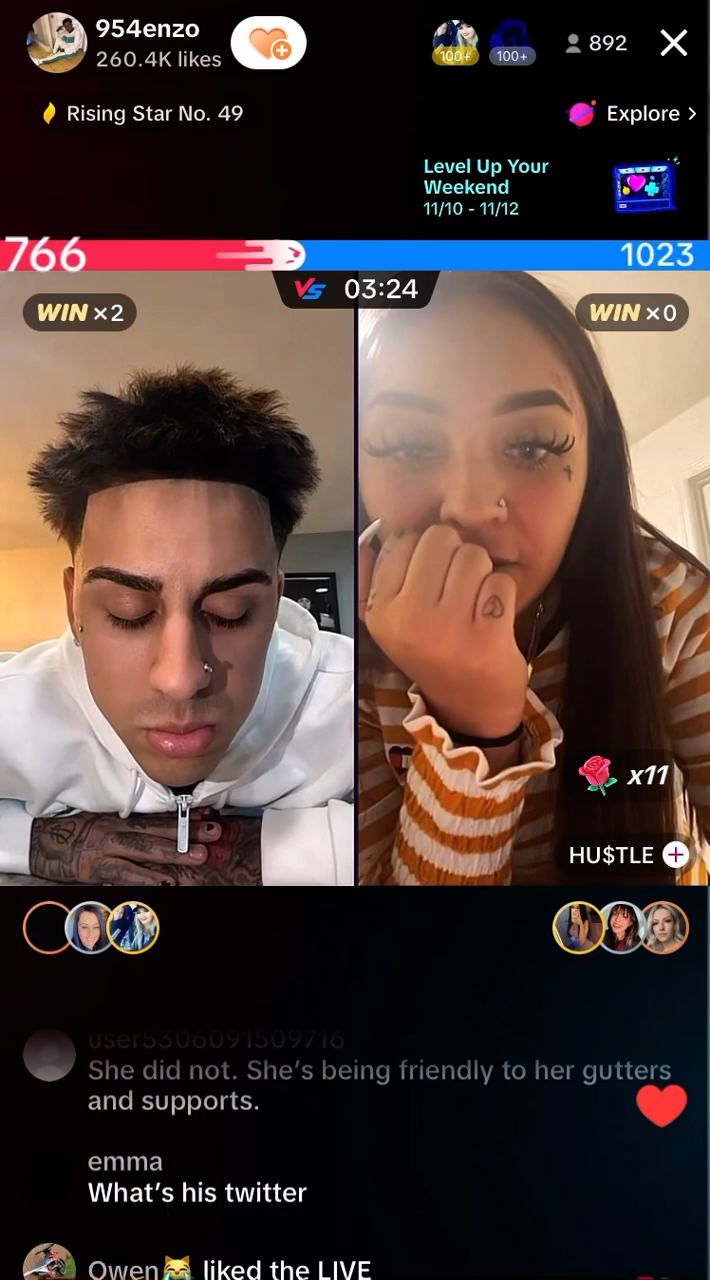 954enzo
260.4K likes
100+
100+
892
Rising Star No. 49
Explore >
Level Up Your
Weekend
11/10 - 11/12
766
1023
VS 03:24
WIN ×2
WIN ×0
x11
HU$TLE
user5306091509716
She did not. She's being friendly to her gutters
and supports.
emma
What's his twitter
Owen😹 liked the LIVE